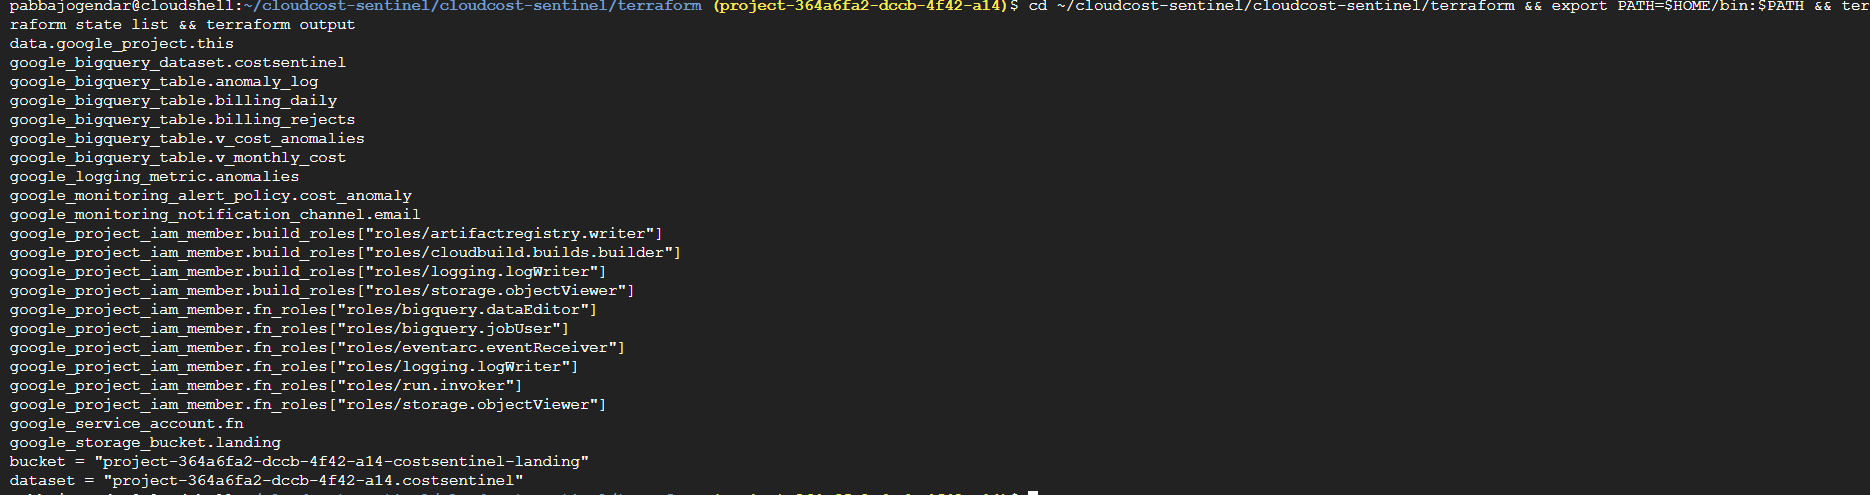 pabbajogendar@cloudshell:~/cloudcost-sentinel/cloudcost-sentinel/terraform (project-364a6fa2-dccb-4f42-a14)$ cd ~/cloudcost-sentinel/cloudcost-sentinel/terraform && export PATH=$HOME/bin:$PATH && ter
raform state list && terraform output
data.google_project.this
google_bigquery_dataset.costsentinel
google_bigquery_table.anomaly_log
google_bigquery_table.billing_daily
google_bigquery_table.billing_rejects
google_bigquery_table.v_cost_anomalies
google_bigquery_table.v_monthly_cost
google_logging_metric.anomalies
google_monitoring_alert_policy.cost_anomaly
google_monitoring_notification_channel.email
google_project_iam_member.build_roles["roles/artifactregistry.writer"]
google_project_iam_member.build_roles["roles/cloudbuild.builds.builder"]
google_project_iam_member.build_roles["roles/logging.logWriter"]
google_project_iam_member.build_roles["roles/storage.objectViewer"]
google_project_iam_member.fn_roles["roles/bigquery.dataEditor"]
google_project_iam_member.fn_roles["roles/bigquery.jobUser"]
google_project_iam_member.fn_roles["roles/eventarc.eventReceiver"]
google_project_iam_member.fn_roles["roles/logging.logWriter"]
google_project_iam_member.fn_roles["roles/run.invoker"]
google_project_iam_member.fn_roles["roles/storage.objectViewer"]
google_service_account.fn
google_storage_bucket.landing
bucket = "project-364a6fa2-dccb-4f42-a14-costsentinel-landing"
dataset = "project-364a6fa2-dccb-4f42-a14.costsentinel"